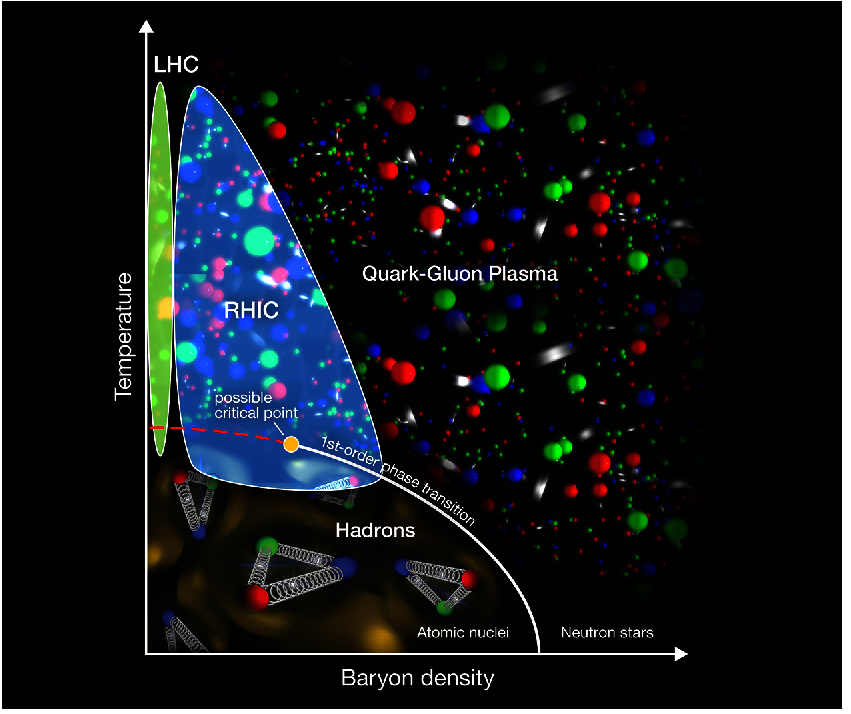 LHC
Quark-Gluon Plasma
RHIC
Temperature
possible
critical point
1st-order phase transition
Hadrons
Atomic nuclei
Neutron stars
Baryon density